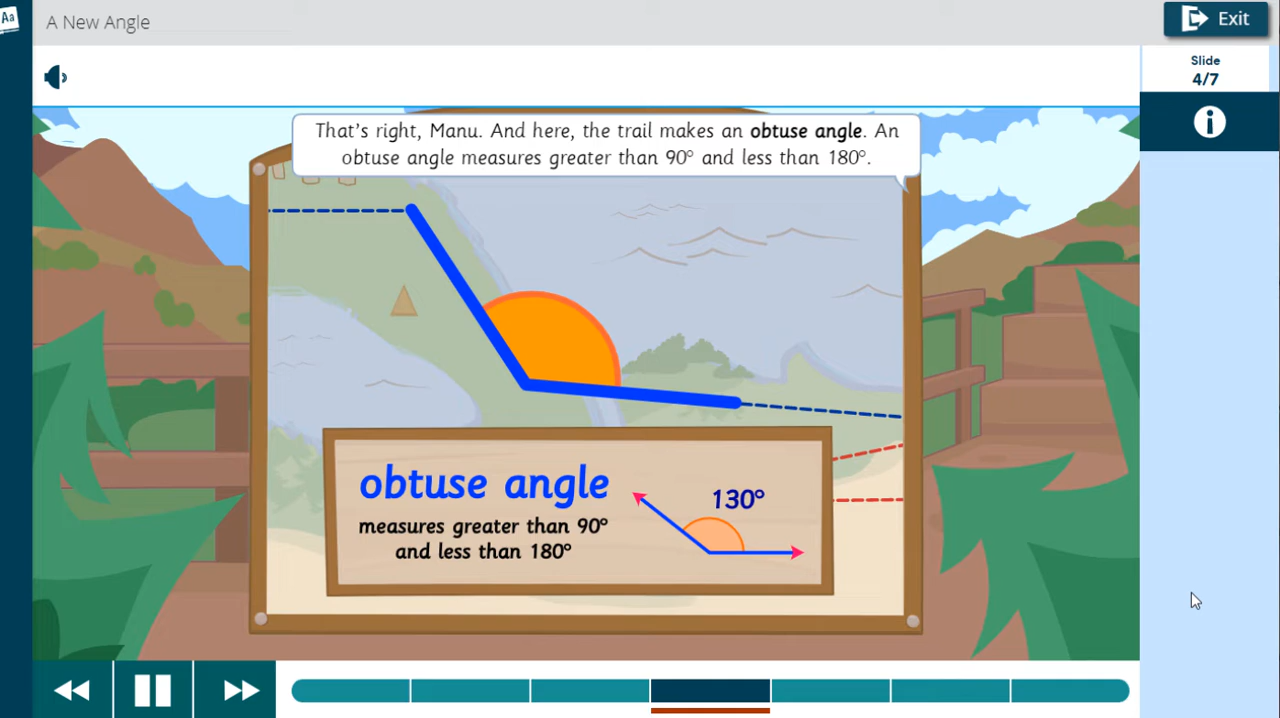 Aa
A New Angle
Exit
Slide
4/7
That's right, Manu. And here, the trail makes an obtuse angle. An
obtuse angle measures greater than 90° and less than 180°.
obtuse angle
measures greater than 90°
and less than 180°
130°